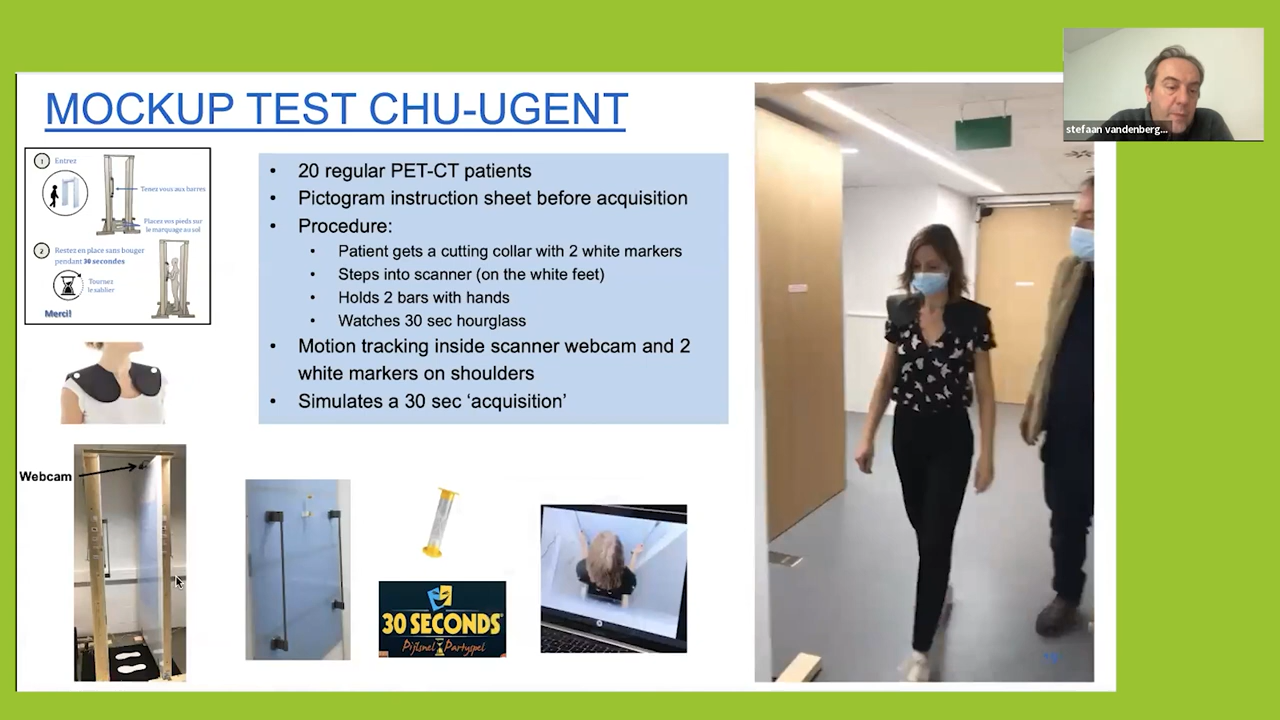 MOCKUP TEST CHU-UGENT
1 Entrez
Tenez vous aux barres
Placez vos pieds sur
le marquage au sol
2 Restez en place sans bouger
pendant 30 secondes
Tournez
le sablier
Merci!
• 20 regular PET-CT patients
• Pictogram instruction sheet before acquisition
• Procedure:
• Patient gets a cutting collar with 2 white markers
• Steps into scanner (on the white feet)
• Holds 2 bars with hands
• Watches 30 sec hourglass
• Motion tracking inside scanner webcam and 2
white markers on shoulders
• Simulates a 30 sec ‘acquisition’
Webcam
30 SECONDS
Pijlsnel Partyspel
stefaan vandenberg...